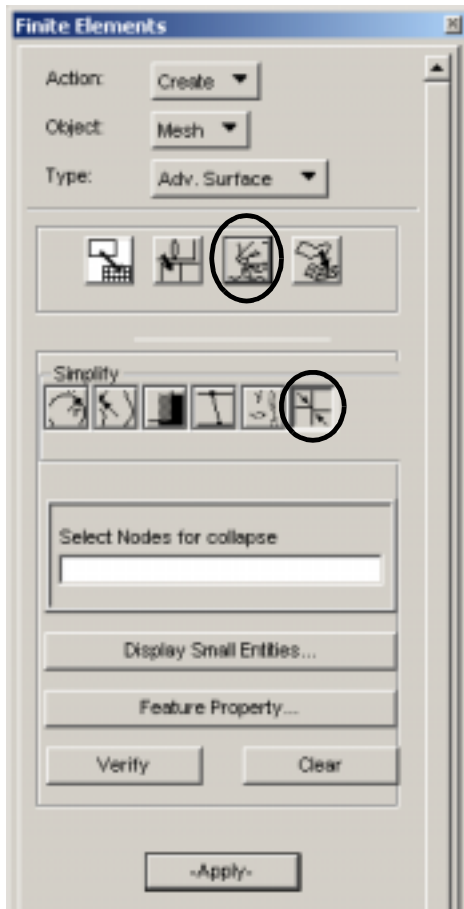 Finite Elements
Action: Create
Object: Mesh
Type: Adv. Surface
Simplify
Select Nodes for collapse
Display Small Entities...
Feature Property...
Verify Clear
-Apply-